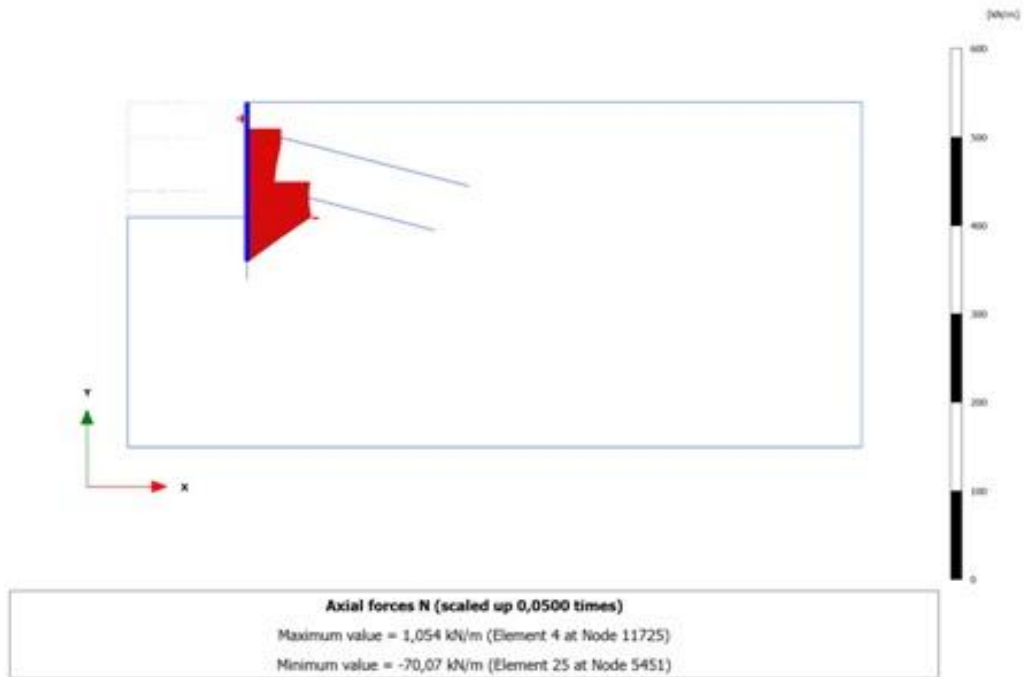 [kN/m]
600
500
400
300
200
100
0
Y
X
Axial forces N (scaled up 0,0500 times)
Maximum value = 1,054 kN/m (Element 4 at Node 11725)
Minimum value = -70,07 kN/m (Element 25 at Node 5451)